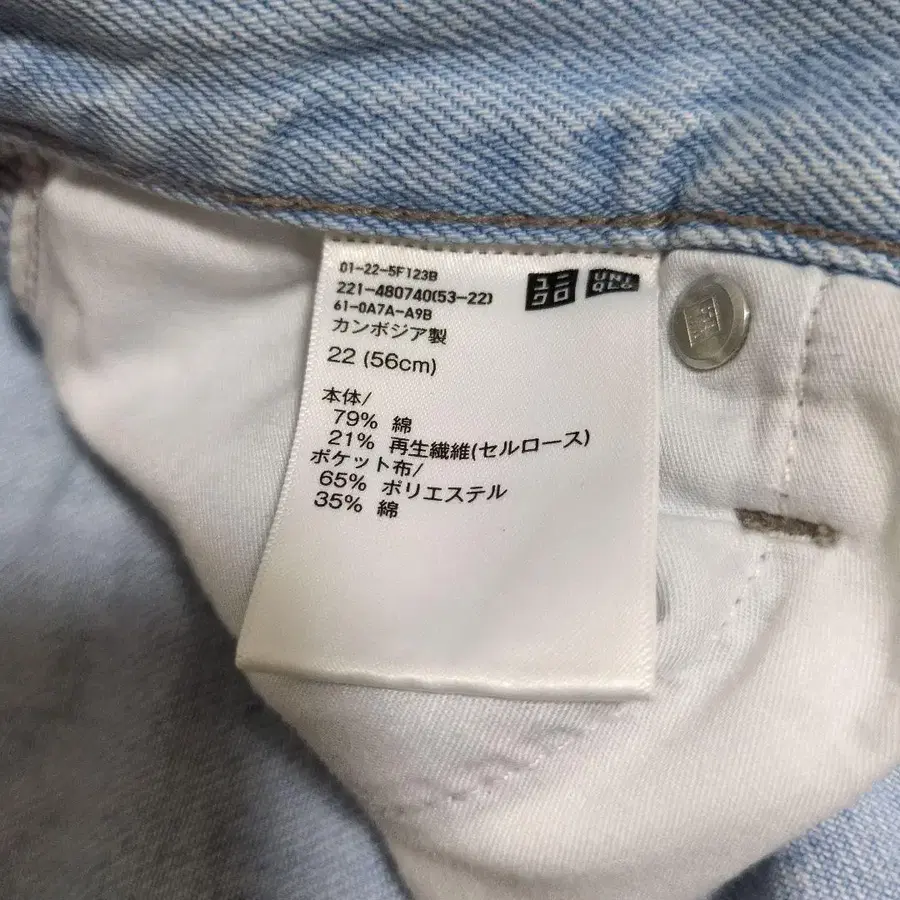 01-22-5F123B
221-480740(53-22)
61-0A7A-A9B
カンボジア製
22 (56cm)
ユニ
クロ
UNI
QLO
本体/
79% 綿
21% 再生繊維(セルロース)
ポケット布/
65% ポリエステル
35% 綿